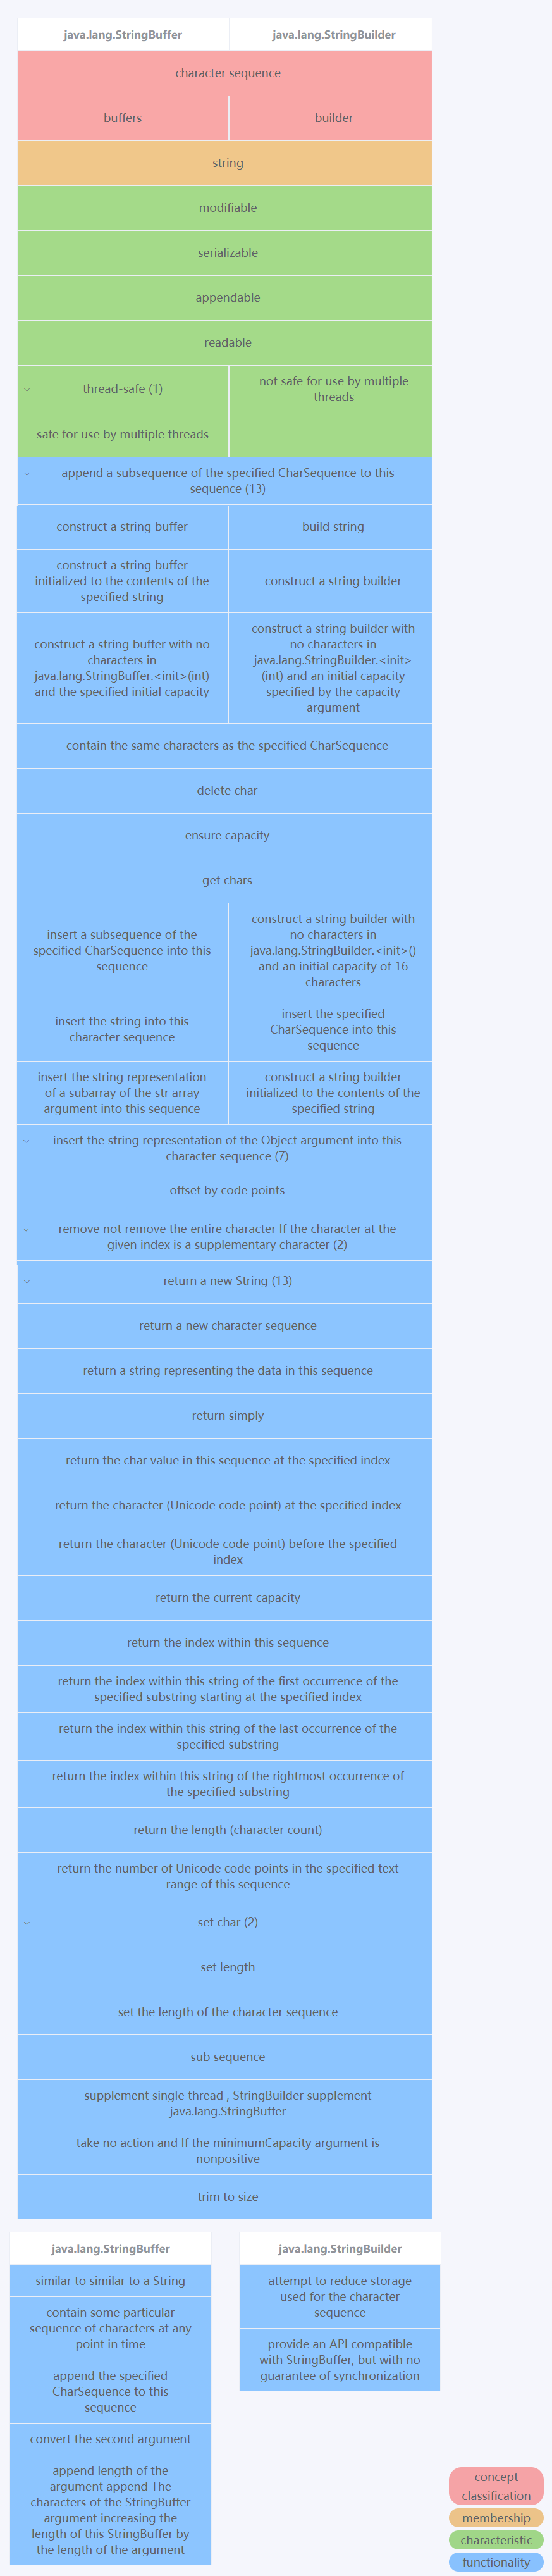 java.lang.StringBuffer
java.lang.StringBuilder
character sequence
buffers
builder
string
modifiable
serializable
appendable
readable
thread-safe (1)
safe for use by multiple threads
not safe for use by multiple
threads
append a subsequence of the specified CharSequence to this
sequence (13)
construct a string buffer
build string
construct a string buffer
initialized to the contents of the
specified string
construct a string builder
construct a string buffer with no
characters in
java.lang.StringBuffer.<init>(int)
and the specified initial capacity
construct a string builder with
no characters in
java.lang.StringBuilder.<init>
(int) and an initial capacity
specified by the capacity
argument
contain the same characters as the specified CharSequence
delete char
ensure capacity
get chars
insert a subsequence of the
specified CharSequence into this
sequence
construct a string builder with
no characters in
java.lang.StringBuilder.<init>()
and an initial capacity of 16
characters
insert the string into this
character sequence
insert the specified
CharSequence into this
sequence
insert the string representation
of a subarray of the str array
argument into this sequence
construct a string builder
initialized to the contents of the
specified string
insert the string representation of the Object argument into this
character sequence (7)
offset by code points
remove not remove the entire character If the character at the
given index is a supplementary character (2)
return a new String (13)
return a new character sequence
return a string representing the data in this sequence
return simply
return the char value in this sequence at the specified index
return the character (Unicode code point) at the specified index
return the character (Unicode code point) before the specified
index
return the current capacity
return the index within this sequence
return the index within this string of the first occurrence of the
specified substring starting at the specified index
return the index within this string of the last occurrence of the
specified substring
return the index within this string of the rightmost occurrence of
the specified substring
return the length (character count)
return the number of Unicode code points in the specified text
range of this sequence
set char (2)
set length
set the length of the character sequence
sub sequence
supplement single thread , StringBuilder supplement
java.lang.StringBuffer
take no action and If the minimumCapacity argument is
nonpositive
trim to size
java.lang.StringBuffer
similar to similar to a String
contain some particular
sequence of characters at any
point in time
append the specified
CharSequence to this
sequence
convert the second argument
append length of the
argument append The
characters of the StringBuffer
argument increasing the
length of this StringBuffer by
the length of the argument
java.lang.StringBuilder
attempt to reduce storage
used for the character
sequence
provide an API compatible
with StringBuffer, but with no
guarantee of synchronization
concept
classification
membership
characteristic
functionality